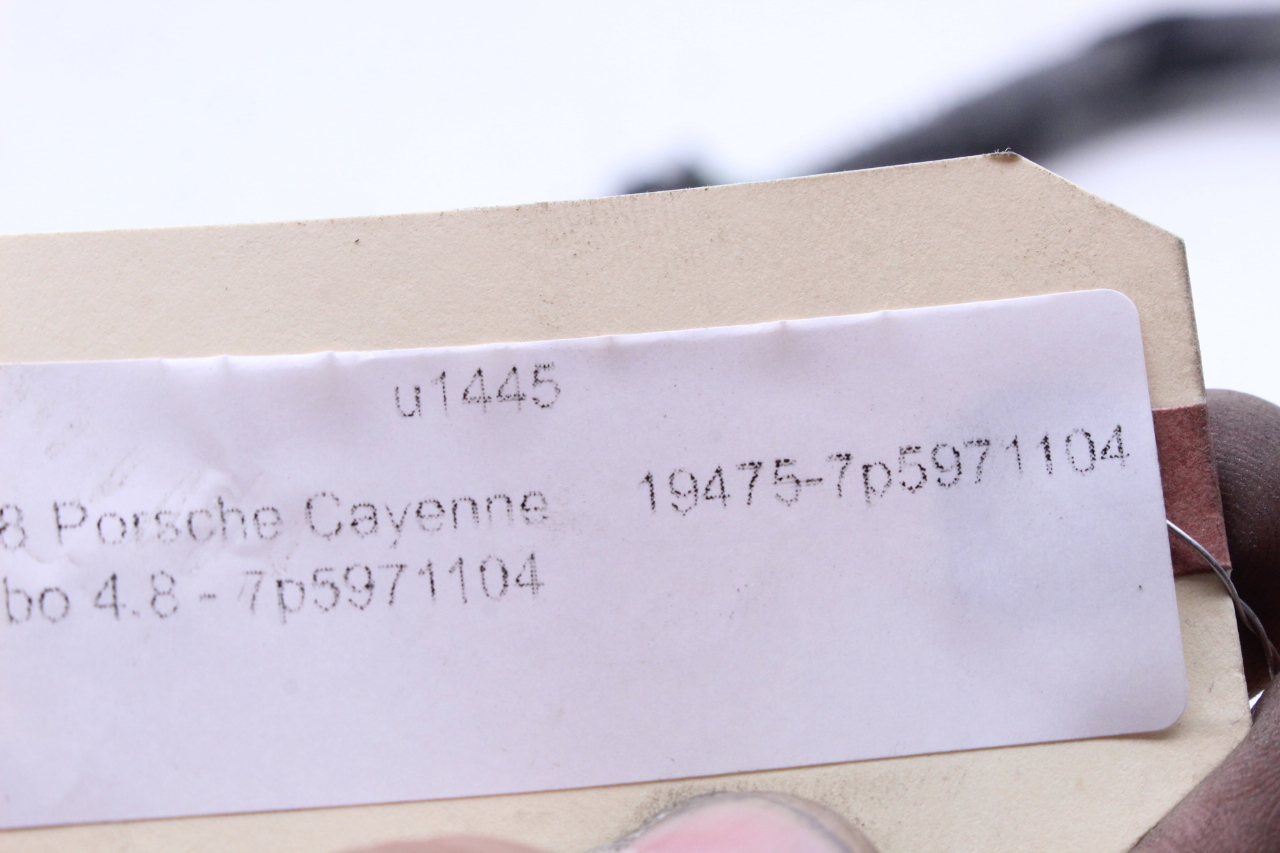 u1445
19475-7p5971104
8 Porsche Cayenne
bo 4.8 - 7p5971104